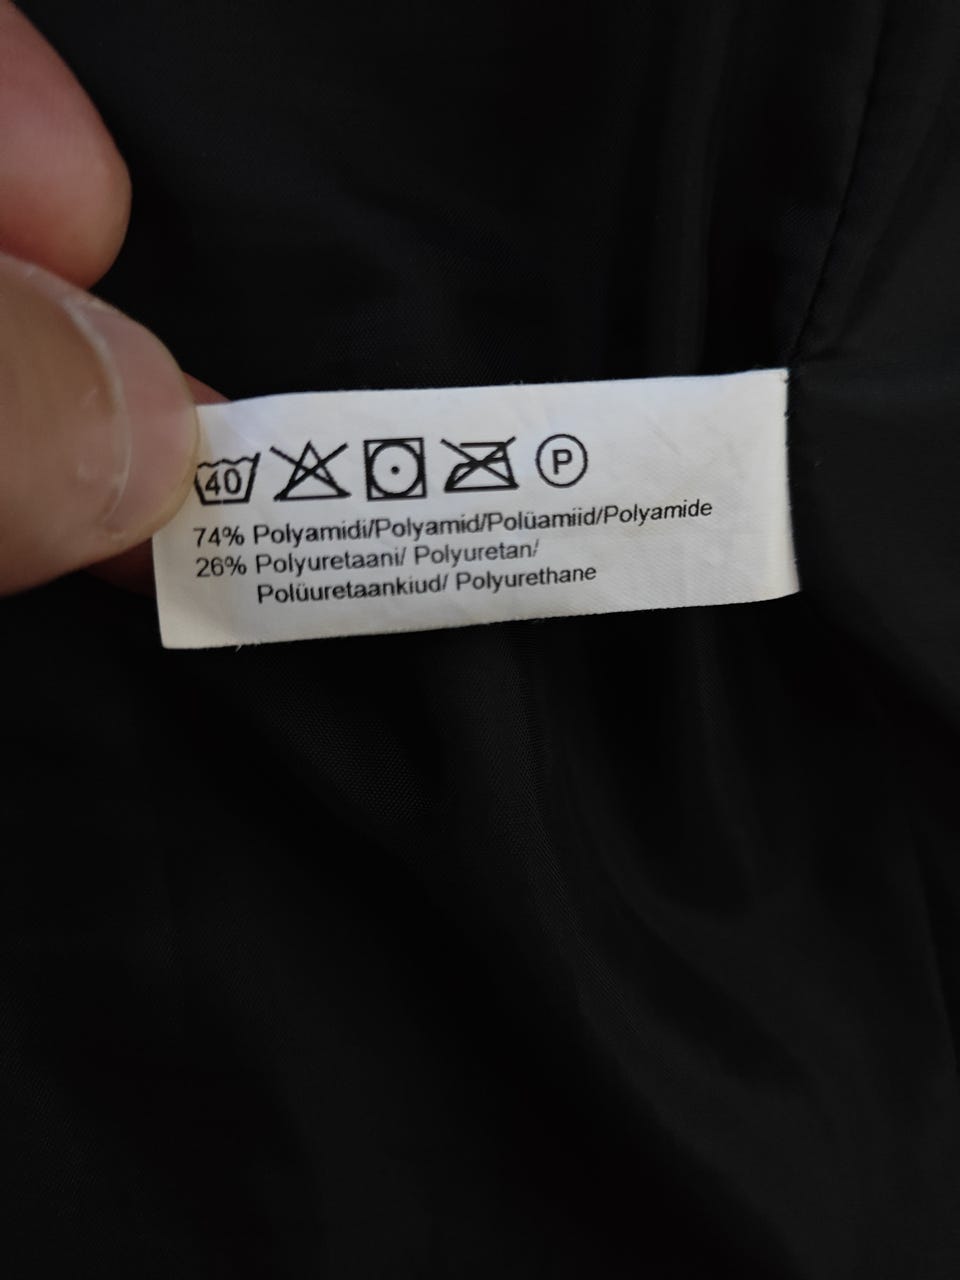 40 P
74% Polyamidi/Polyamid/Polüamiid/Polyamide
26% Polyuretaani/ Polyuretan/
Polüuretaankiud/ Polyurethane